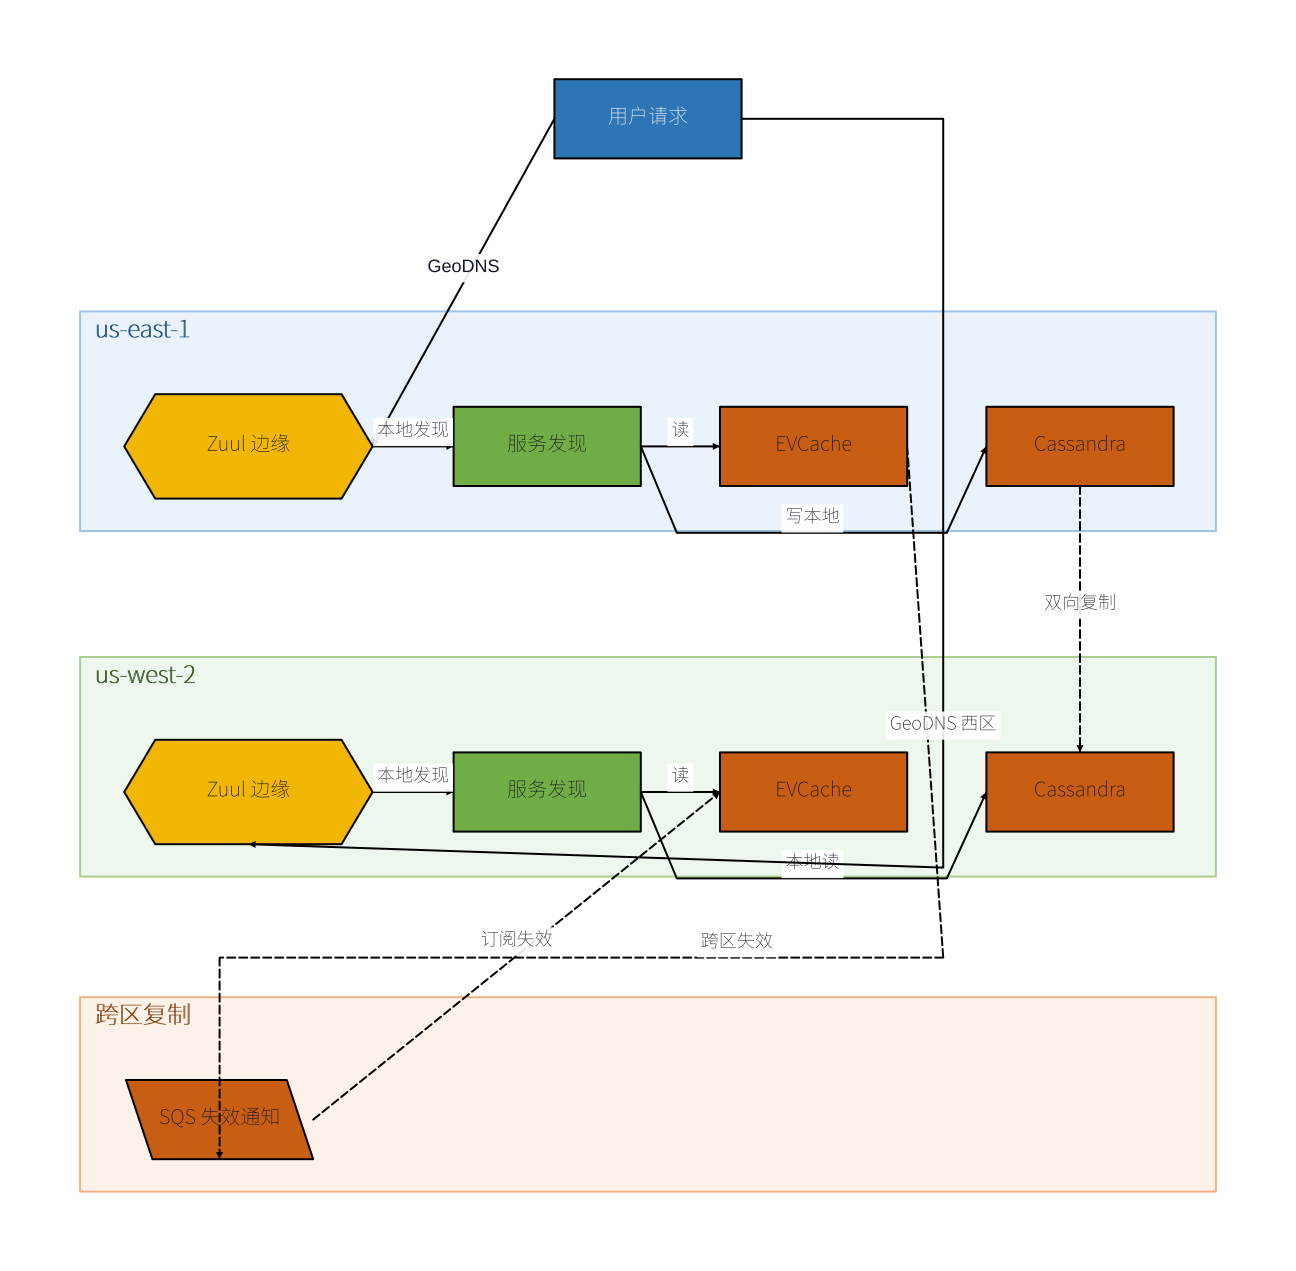 用户请求
GeoDNS
us-east-1
Zuul 边缘
本地发现
服务发现
读
EVCache
Cassandra
写本地
双向复制
us-west-2
GeoDNS 西区
Zuul 边缘
本地发现
服务发现
读
EVCache
Cassandra
本地读
订阅失效
跨区失效
跨区复制
SQS 失效通知